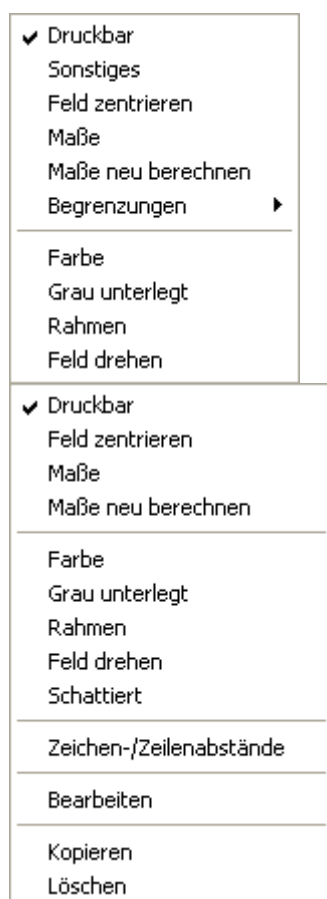 Druckbar
Sonstiges
Feld zentrieren
Maße
Maße neu berechnen
Begrenzungen
Farbe
Grau unterlegt
Rahmen
Feld drehen
Druckbar
Feld zentrieren
Maße
Maße neu berechnen
Farbe
Grau unterlegt
Rahmen
Feld drehen
Schattiert
Zeichen-/Zeilenabstände
Bearbeiten
Kopieren
Löschen